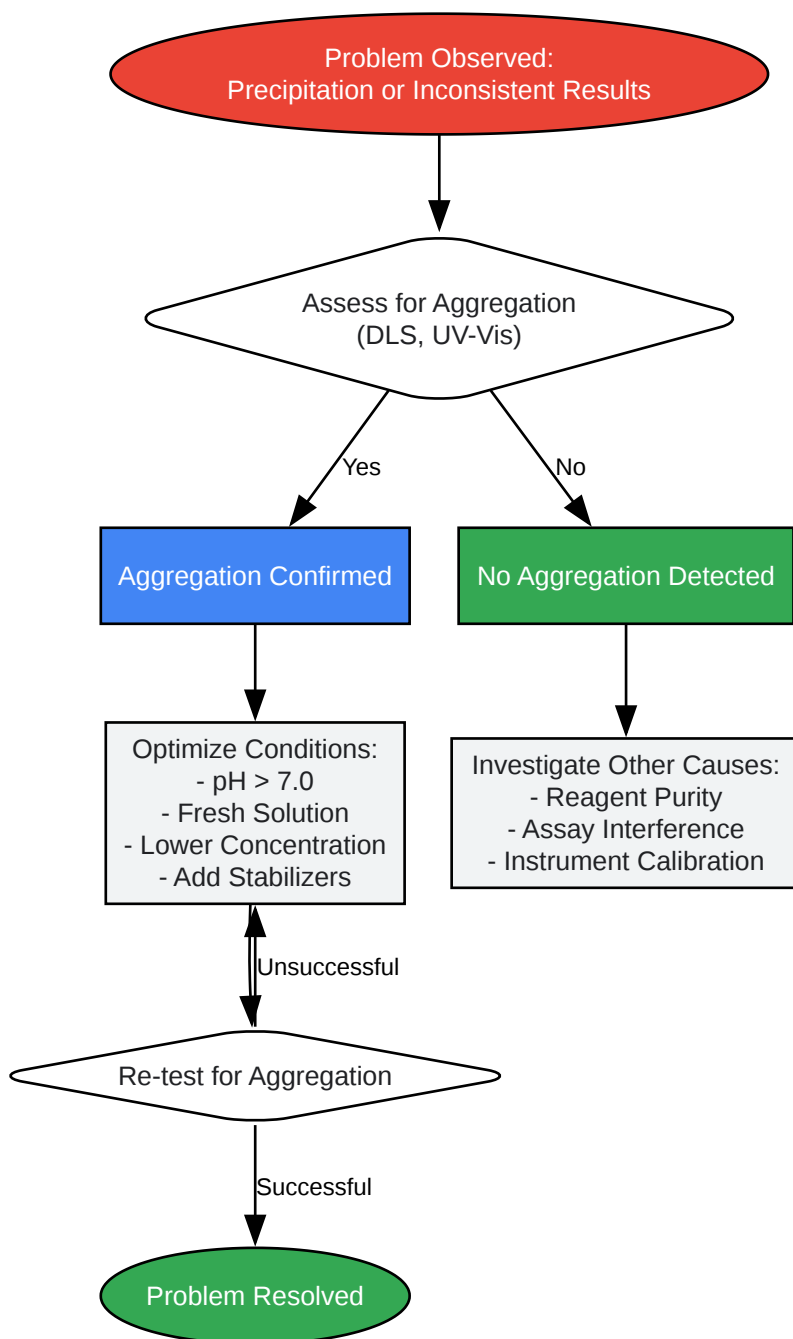 Problem Observed:
Precipitation or Inconsistent Results
Assess for Aggregation
(DLS, UV-Vis)
Yes
No
Aggregation Confirmed
No Aggregation Detected
Optimize Conditions:
- pH > 7.0
- Fresh Solution
- Lower Concentration
- Add Stabilizers
Investigate Other Causes:
- Reagent Purity
- Assay Interference
- Instrument Calibration
Unsuccessful
Re-test for Aggregation
Successful
Problem Resolved